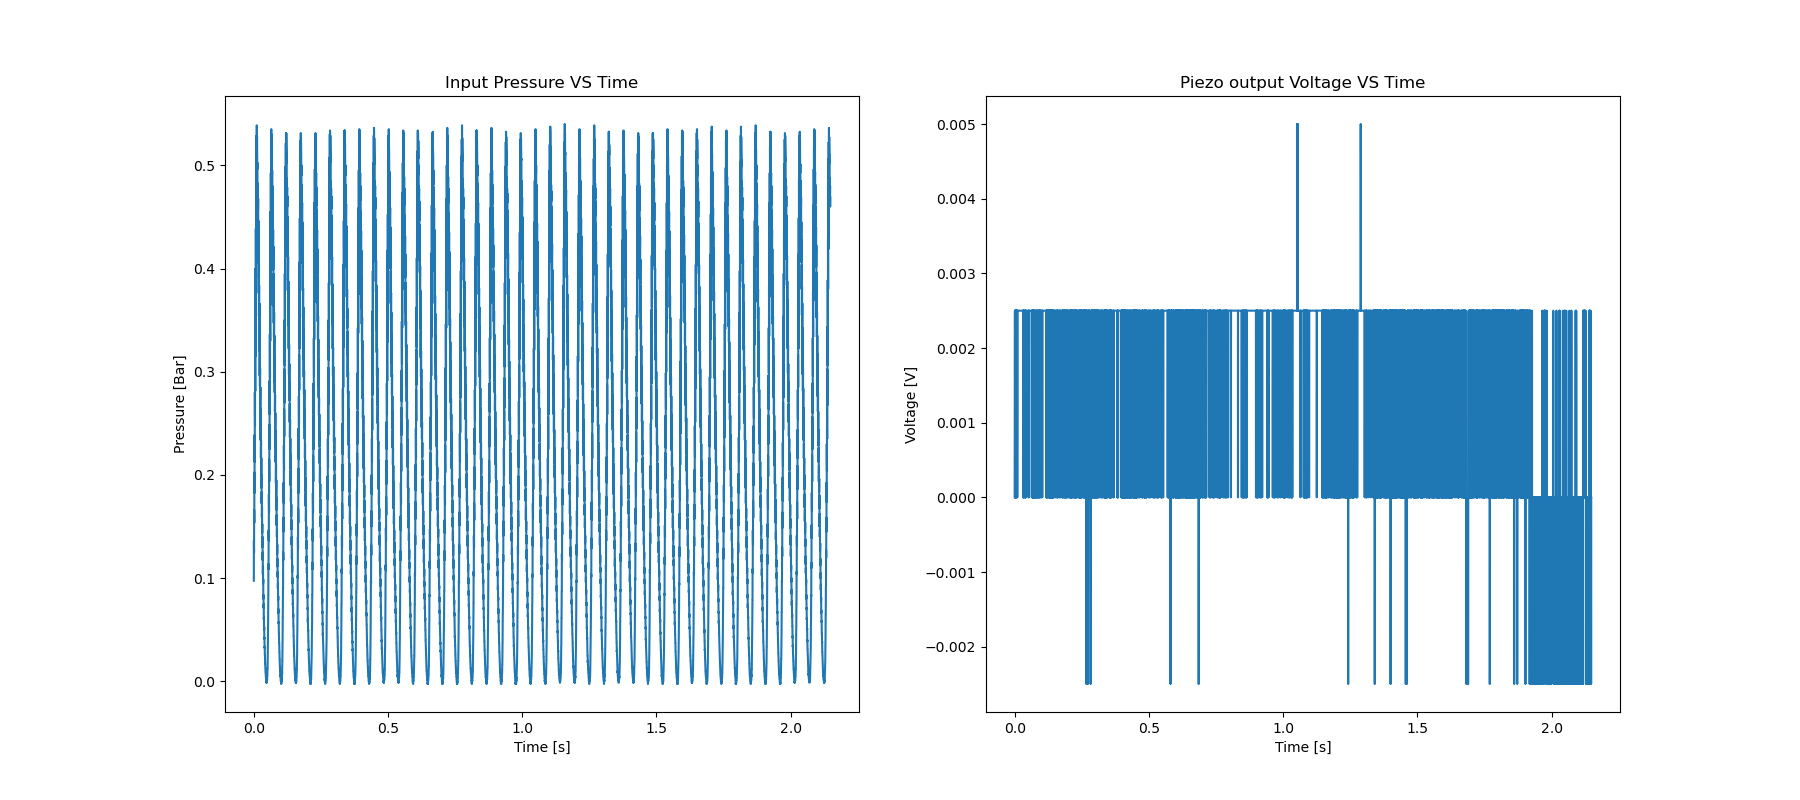 Input Pressure VS Time
0.5
0.4
0.3
0.2
0.1
0.0
Pressure [Bar]
0.0 0.5 1.0 1.5 2.0
Time [s]
Piezo output Voltage VS Time
0.005
0.004
0.003
0.002
0.001
0.000
−0.001
−0.002
Voltage [V]
0.0 0.5 1.0 1.5 2.0
Time [s]